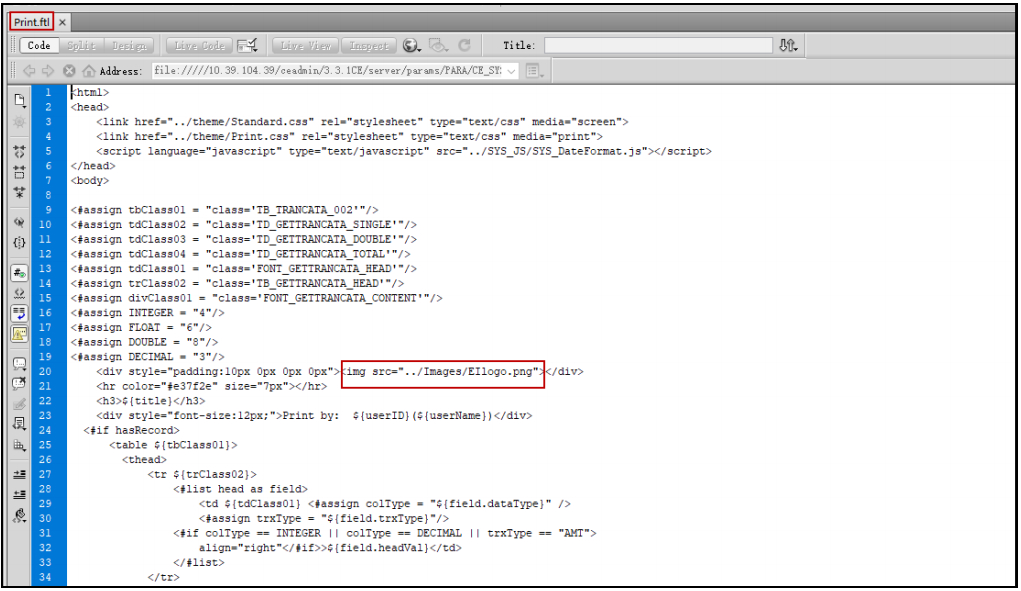 Print.ftl ×
Code Split Design Live Code Live View Inspect Title:
Address: file://///10.39.104.39/ceadmin/3.3.1CE/server/params/PARA/CE_SY
1 <html>
2 <head>
3 <link href="../theme/Standard.css" rel="stylesheet" type="text/css" media="screen">
4 <link href="../theme/Print.css" rel="stylesheet" type="text/css" media="print">
5 <script language="javascript" type="text/javascript" src="../SYS_JS/SYS_DateFormat.js"></script>
6 </head>
7 <body>
8
9 <#assign tbClass01 = "class='TB_TRANCATA_002'"/>
10 <#assign tdClass02 = "class='TD_GETTRANCATA_SINGLE'"/>
11 <#assign tdClass03 = "class='TD_GETTRANCATA_DOUBLE'"/>
12 <#assign tdClass04 = "class='TD_GETTRANCATA_TOTAL'"/>
13 <#assign tdClass01 = "class='FONT_GETTRANCATA_HEAD'"/>
14 <#assign trClass02 = "class='TB_GETTRANCATA_HEAD'"/>
15 <#assign divClass01 = "class='FONT_GETTRANCATA_CONTENT'"/>
16 <#assign INTEGER = "4"/>
17 <#assign FLOAT = "6"/>
18 <#assign DOUBLE = "8"/>
19 <#assign DECIMAL = "3"/>
20 <div style="padding:10px 0px 0px 0px"><img src="../Images/EIlogo.png"></div>
21 <hr color="#e37f2e" size="7px"></hr>
22 <h3>${title}</h3>
23 <div style="font-size:12px;">Print by: ${userID}(${userName})</div>
24 <#if hasRecord>
25 <table ${tbClass01}>
26 <thead>
27 <tr ${trClass02}>
28 <#list head as field>
29 <td ${tdClass01} <#assign colType = "${field.dataType}" />
30 <#assign trxType = "${field.trxType}"/>
31 <#if colType == INTEGER || colType == DECIMAL || trxType == "AMT">
32 align="right"</#if>>${field.headVal}</td>
33 </#list>
34 </tr>